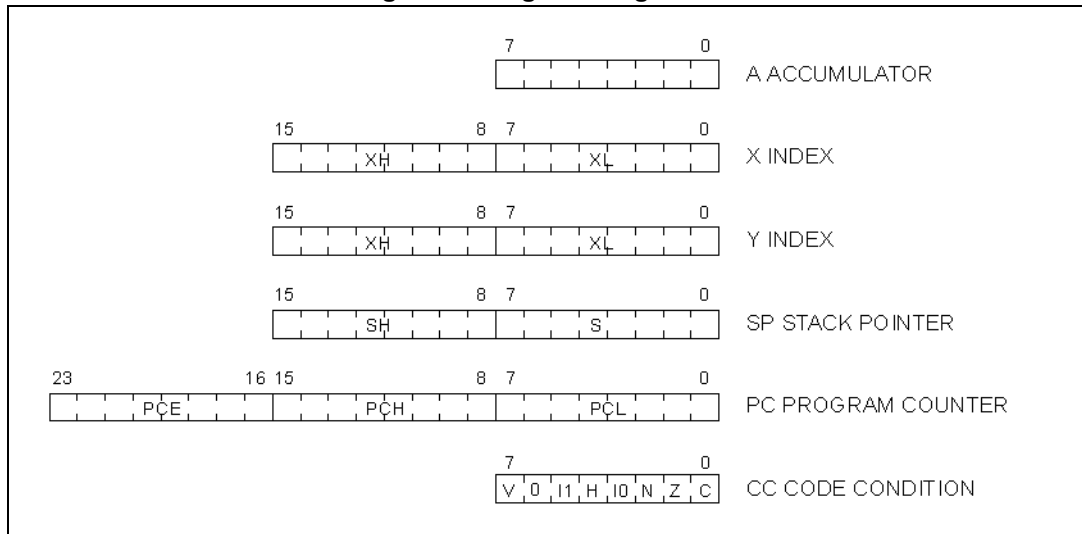 7 0
A ACCUMULATOR
15 8 7 0
XH XL X INDEX
15 8 7 0
XH XL Y INDEX
15 8 7 0
SH S SP STACK POINTER
23 16 15 8 7 0
PCE PCH PCL PC PROGRAM COUNTER
7 0
V 0 I1 H I0 N Z C CC CODE CONDITION